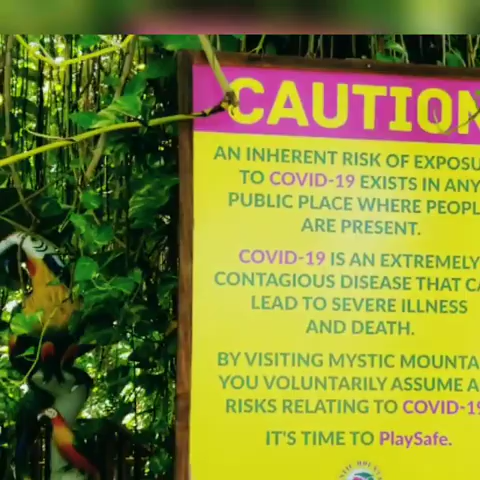 CAUTION
AN INHERENT RISK OF EXPOSU
TO COVID-19 EXISTS IN ANY
PUBLIC PLACE WHERE PEOPL
ARE PRESENT.
COVID-19 IS AN EXTREMELY
CONTAGIOUS DISEASE THAT CA
LEAD TO SEVERE ILLNESS
AND DEATH.
BY VISITING MYSTIC MOUNTA
YOU VOLUNTARILY ASSUME A
RISKS RELATING TO COVID-19
IT'S TIME TO PlaySafe.